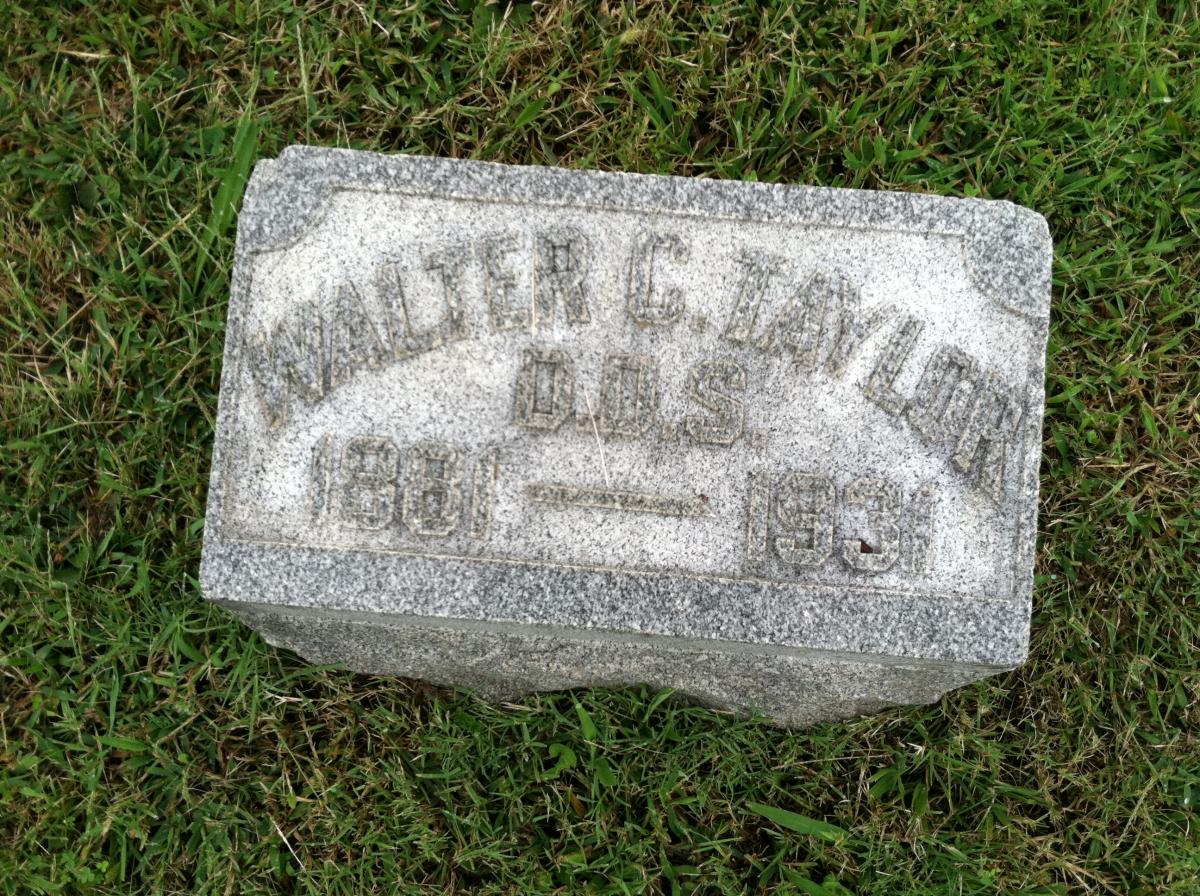 WALTER C. TAYLOR
D.D.S.
1881 — 1931